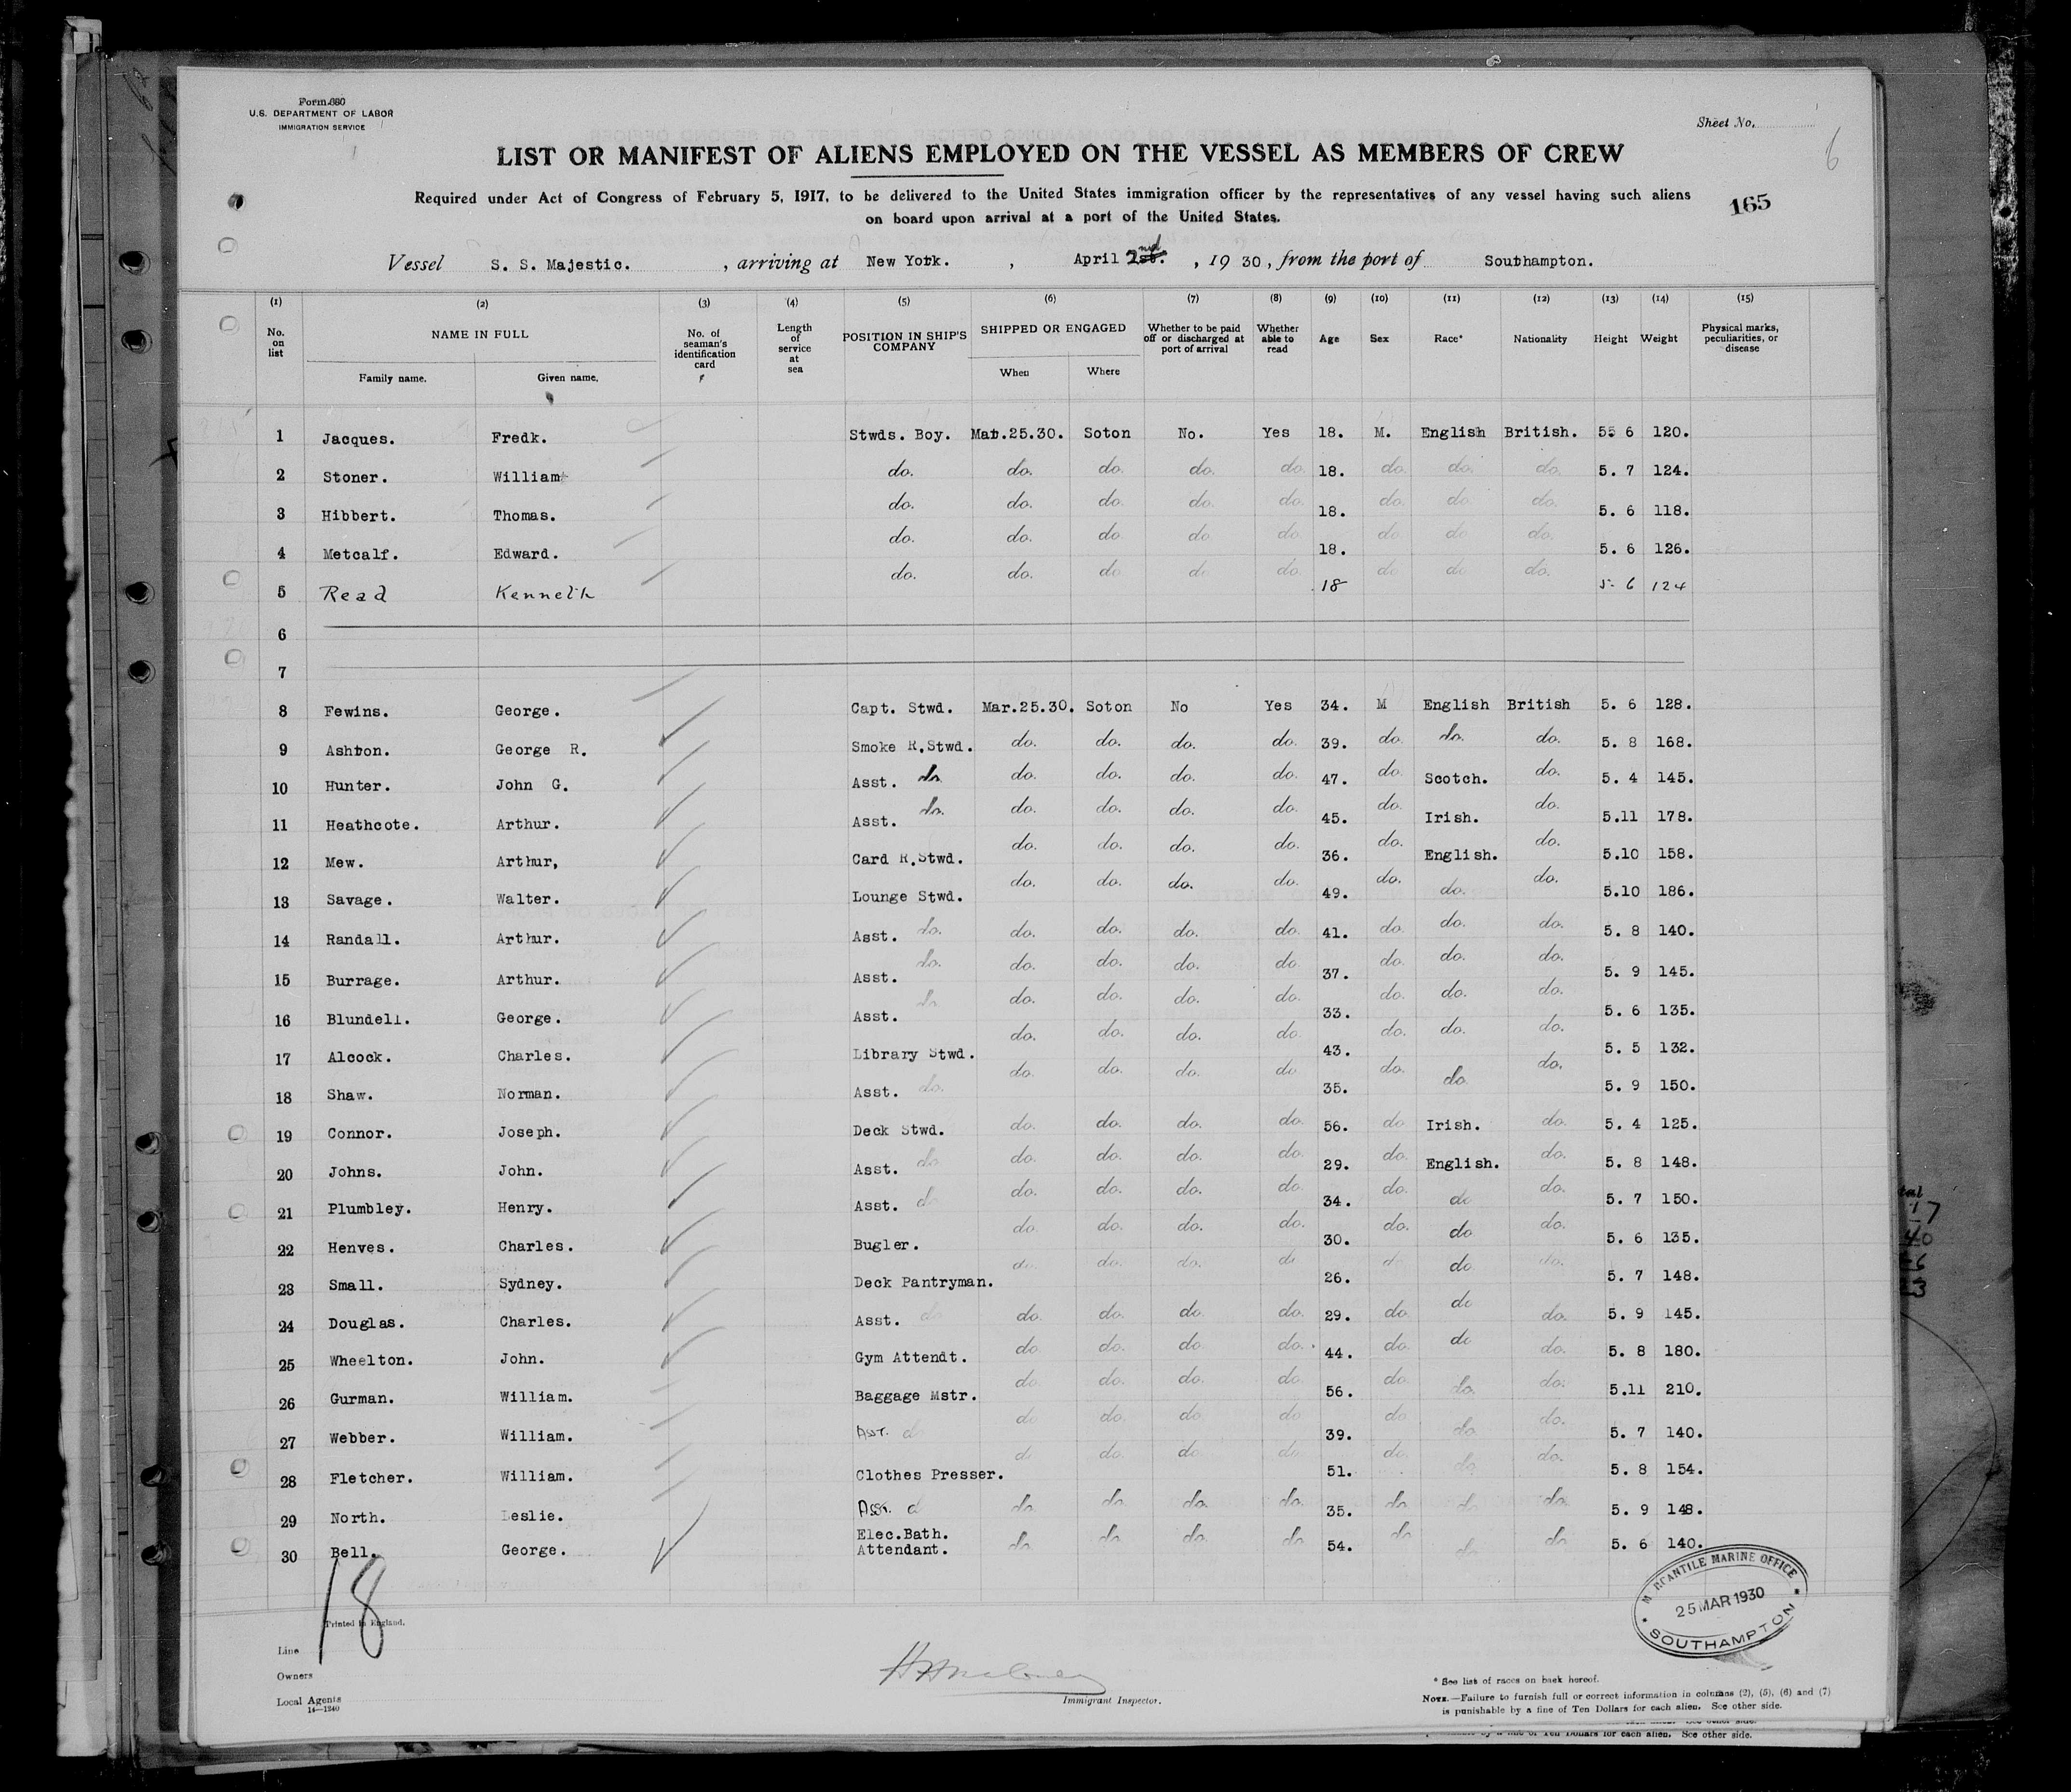 Form 680
U.S. DEPARTMENT OF LABOR
IMMIGRATION SERVICE
Sheet No.
6
LIST OR MANIFEST OF ALIENS EMPLOYED ON THE VESSEL AS MEMBERS OF CREW
Required under Act of Congress of February 5, 1917, to be delivered to the United States immigration officer by the representatives of any vessel having such aliens
on board upon arrival at a port of the United States.
165
Vessel S. S. Majestic. , arriving at New York. , April 2nd. , 1930, from the port of Southampton.
(1) (2) (3) (4) (5) (6) (7) (8) (9) (10) (11) (12) (13) (14) (15)
No. on list NAME IN FULL Family name. Given name. No. of seaman's identification card Length of service at sea POSITION IN SHIP'S COMPANY SHIPPED OR ENGAGED When Where Whether to be paid off or discharged at port of arrival Whether able to read Age Sex Race* Nationality Height Weight Physical marks, peculiarities, or disease
1 Jacques. Fredk. Stwds. Boy. Mar.25.30. Soton No. Yes 18. M. English British. 55 6 120.
2 Stoner. William do. do. do. do. do. 18. do. do. do. 5. 7 124.
3 Hibbert. Thomas. do. do. do. do. do. 18. do. do do. 5. 6 118.
4 Metcalf. Edward. do. do. do. do do 18. do do do. 5. 6 126.
5 Read Kenneth do. do. do do do. 18 do do do. 5- 6 124
6
7
8 Fewins. George. Capt. Stwd. Mar.25.30. Soton No Yes 34. M English British 5. 6 128.
9 Ashton. George R. Smoke R.Stwd. do. do. do. do. 39. do. do. do. 5. 8 168.
10 Hunter. John G. Asst. do. do. do. do. do. 47. do Scotch. do. 5. 4 145.
11 Heathcote. Arthur. Asst. do. do. do. do. do. 45. do. Irish. do. 5.11 178.
12 Mew. Arthur, Card R.Stwd. do. do. do. do. 36. do. English. do. 5.10 158.
13 Savage. Walter. Lounge Stwd. do. do. do. do. 49. do. do. do. 5.10 186.
14 Randall. Arthur. Asst. do. do. do. do. do. 41. do. do. do. 5. 8 140.
15 Burrage. Arthur. Asst. do. do. do. do. do 37. do. do. do. 5. 9 145.
16 Blundell. George. Asst. do do. do. do. do. 33. do. do. do. 5. 6 135.
17 Alcock. Charles. Library Stwd. do. do. do. do 43. do. do. do. 5. 5 132.
18 Shaw. Norman. Asst. do. do. do. do. do 35. do. do do. 5. 9 150.
19 Connor. Joseph. Deck Stwd. do. do. do. do. 56. do Irish. do. 5. 4 125.
20 Johns. John. Asst. do do. do. do. do. 29. do. English. do. 5. 8 148.
21 Plumbley. Henry. Asst. do do. do. do. do. 34. do. do do. 5. 7 150.
22 Henves. Charles. Bugler. do do. do. do. 30. do. do do. 5. 6 135.
23 Small. Sydney. Deck Pantryman. do. do. do. do 26. do do do. 5. 7 148.
24 Douglas. Charles. Asst. do do. do. do. do. 29. do. do do. 5. 9 145.
25 Wheelton. John. Gym Attendt. do do. do do. 44. do. do do. 5. 8 180.
26 Gurman. William. Baggage Mstr. do do. do. do 56. do. do. do. 5.11 210.
27 Webber. William. Asst. do do do. do do 39. do do do. 5. 7 140.
28 Fletcher. William. Clothes Presser. do do. do do 51. do. do do. 5. 8 154.
29 North. Leslie. Asst. d do do do. do. 35. do do do. 5. 9 148.
30 Bell. George. Elec.Bath. Attendant. do. do do. do 54. do do do 5. 6 140.
18
Printed in England.
Line
Owners
Local Agents
14—1240
Immigrant Inspector.
MERCANTILE MARINE OFFICE
25 MAR 1930
SOUTHAMPTON
* See list of races on back hereof.
NOTE.—Failure to furnish full or correct information in columns (2), (5), (6) and (7)
is punishable by a fine of Ten Dollars for each alien. See other side.
of Ten Dollars for each alien. See other side.